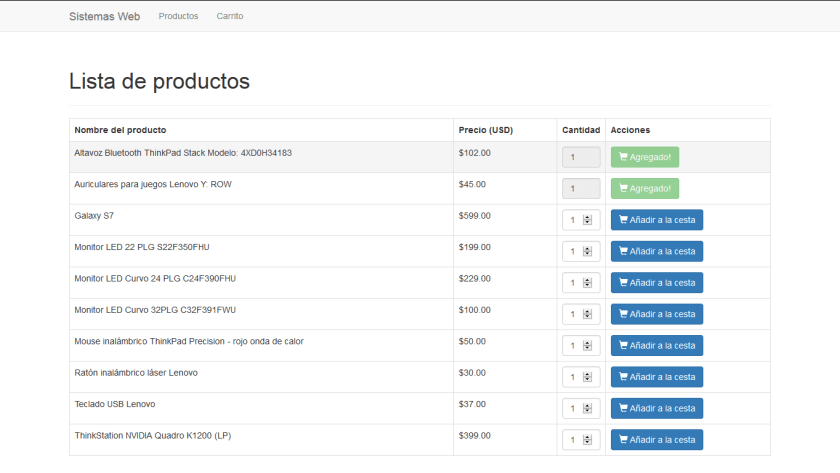 Sistemas Web Productos Carrito
Lista de productos
Nombre del producto Precio (USD) Cantidad Acciones
Altavoz Bluetooth ThinkPad Stack Modelo: 4XD0H34183 $102.00 1 Agregado!
Auriculares para juegos Lenovo Y: ROW $45.00 1 Agregado!
Galaxy S7 $599.00 1 Añadir a la cesta
Monitor LED 22 PLG S22F350FHU $199.00 1 Añadir a la cesta
Monitor LED Curvo 24 PLG C24F390FHU $229.00 1 Añadir a la cesta
Monitor LED Curvo 32PLG C32F391FWU $100.00 1 Añadir a la cesta
Mouse inalámbrico ThinkPad Precision - rojo onda de calor $50.00 1 Añadir a la cesta
Ratón inalámbrico láser Lenovo $30.00 1 Añadir a la cesta
Teclado USB Lenovo $37.00 1 Añadir a la cesta
ThinkStation NVIDIA Quadro K1200 (LP) $399.00 1 Añadir a la cesta